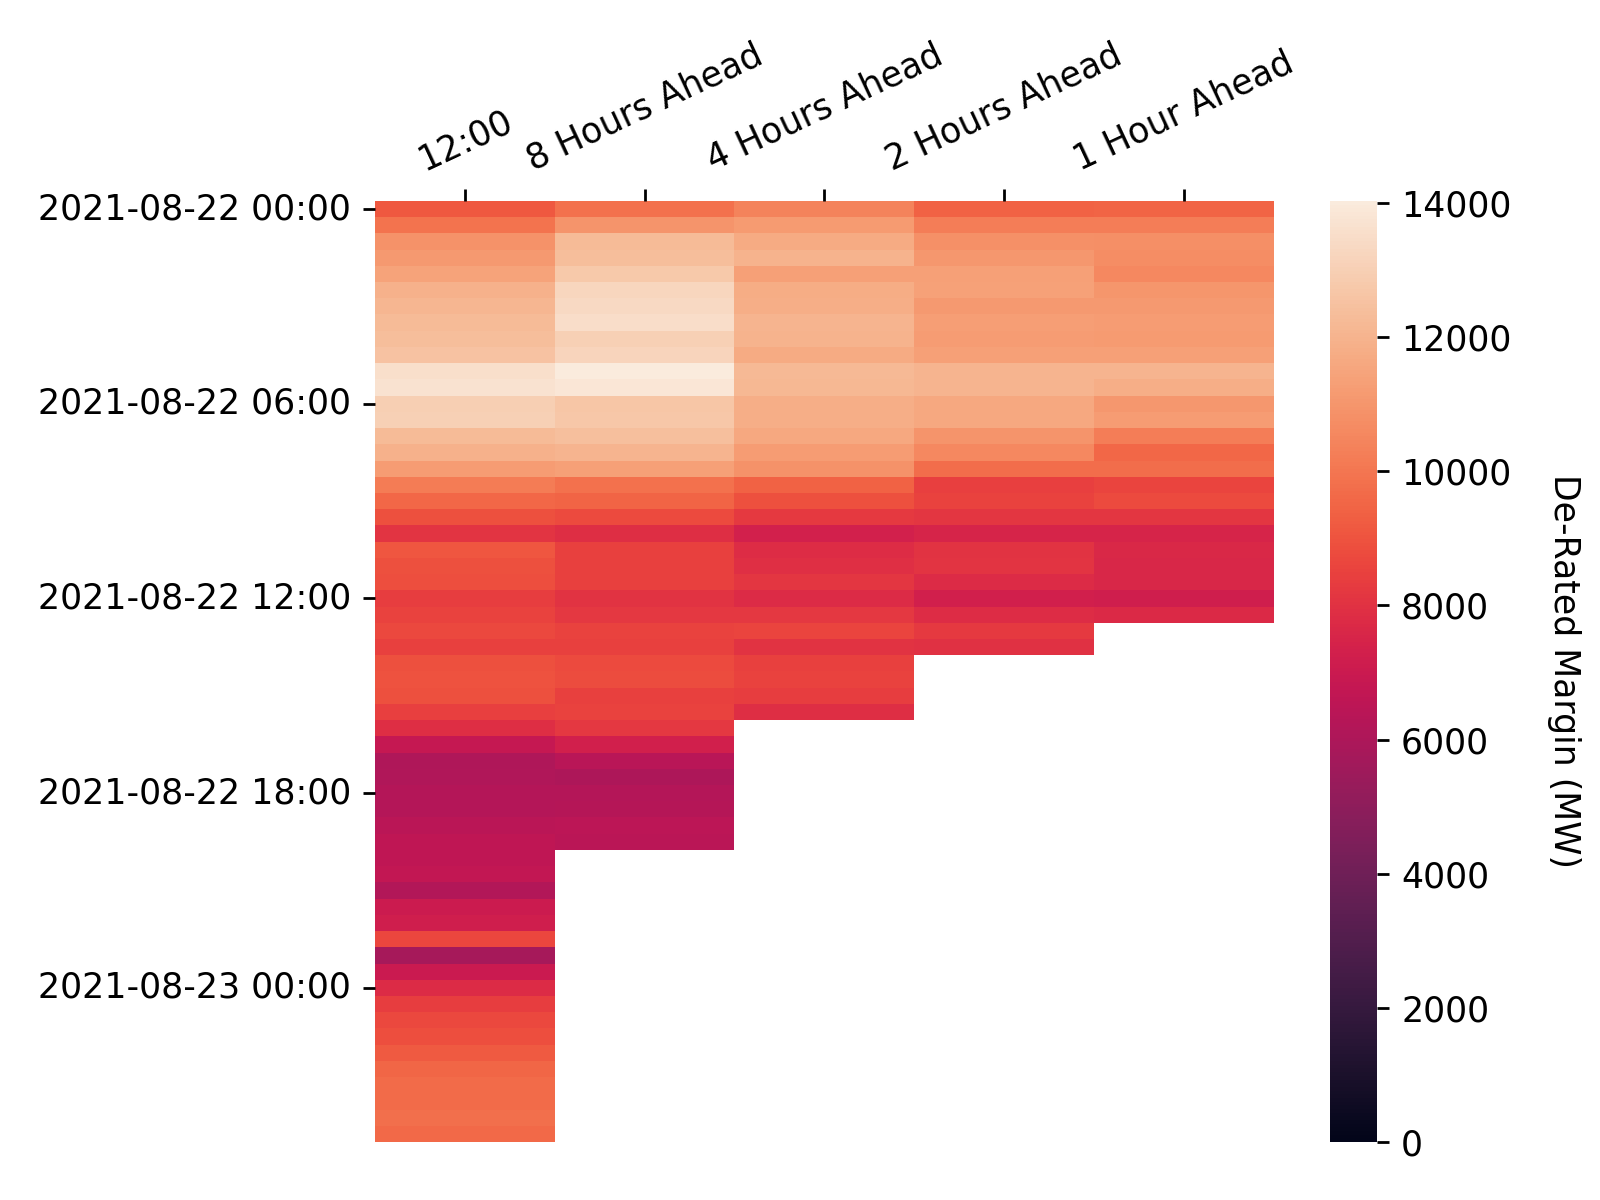 12:00
8 Hours Ahead
4 Hours Ahead
2 Hours Ahead
1 Hour Ahead
2021-08-22 00:00
2021-08-22 06:00
2021-08-22 12:00
2021-08-22 18:00
2021-08-23 00:00
14000
12000
10000
8000
6000
4000
2000
0
De-Rated Margin (MW)